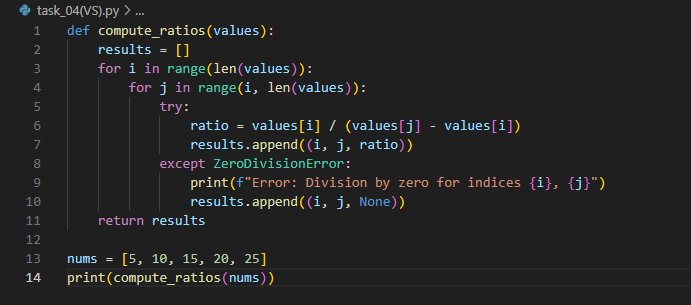 task_04(VS).py > ...
1 def compute_ratios(values):
2     results = []
3     for i in range(len(values)):
4         for j in range(i, len(values)):
5             try:
6                 ratio = values[i] / (values[j] - values[i])
7                 results.append((i, j, ratio))
8             except ZeroDivisionError:
9                 print(f"Error: Division by zero for indices {i}, {j}")
10                 results.append((i, j, None))
11     return results
12
13 nums = [5, 10, 15, 20, 25]
14 print(compute_ratios(nums))